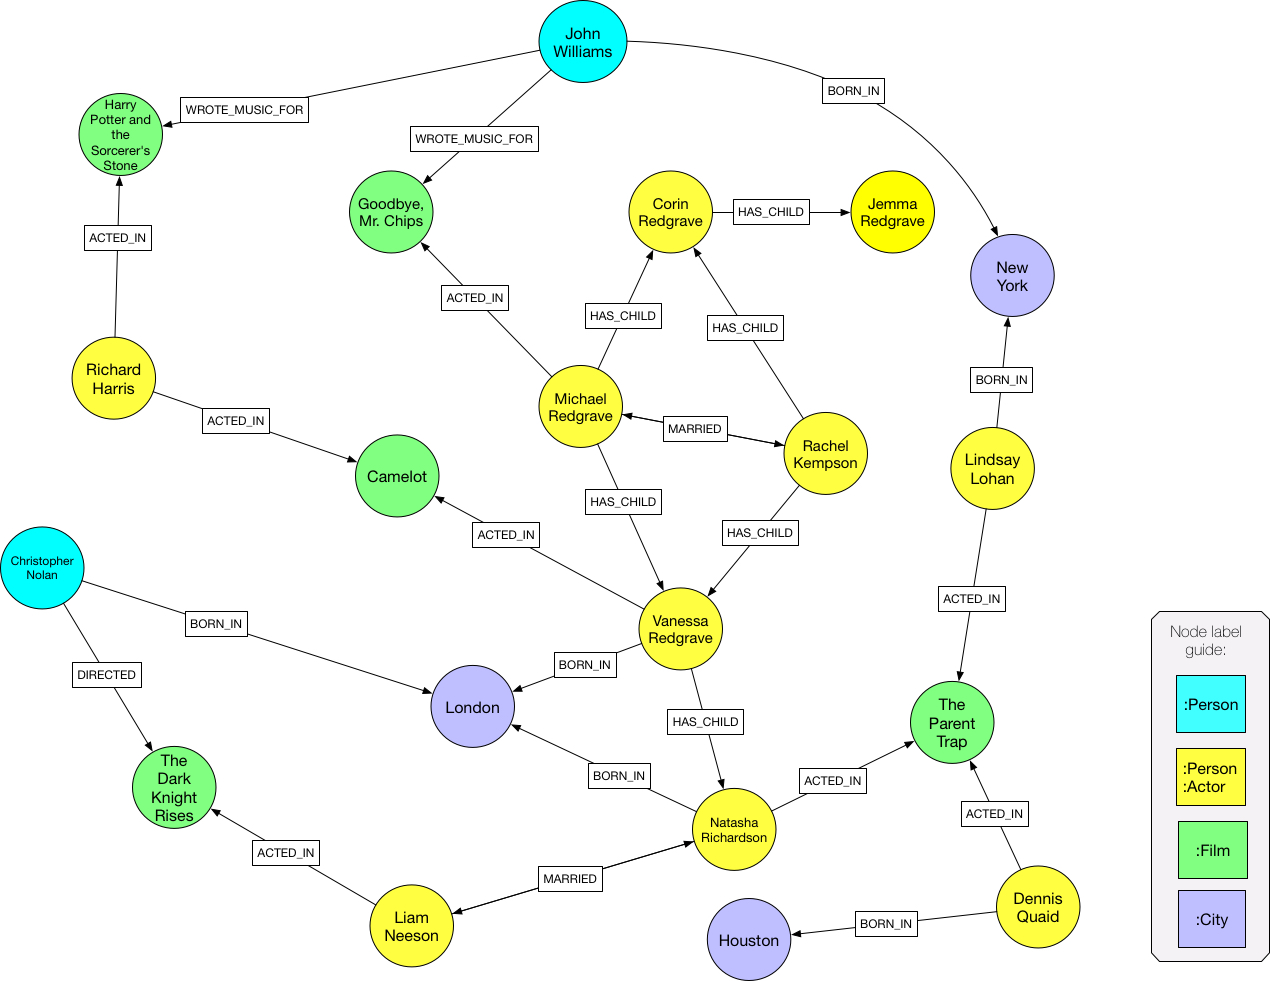 John
Williams
WROTE_MUSIC_FOR
BORN_IN
Harry
Potter and
the
Sorcerer's
Stone
WROTE_MUSIC_FOR
Goodbye,
Mr. Chips
Corin
Redgrave
HAS_CHILD
Jemma
Redgrave
ACTED_IN
New
York
ACTED_IN
HAS_CHILD
HAS_CHILD
Richard
Harris
Michael
Redgrave
BORN_IN
ACTED_IN
MARRIED
Rachel
Kempson
Lindsay
Lohan
Camelot
HAS_CHILD
ACTED_IN
HAS_CHILD
Christopher
Nolan
ACTED_IN
BORN_IN
Vanessa
Redgrave
Node label
guide:
DIRECTED
BORN_IN
London
HAS_CHILD
The
Parent
Trap
:Person
The
Dark
Knight
Rises
BORN_IN
ACTED_IN
:Person
:Actor
Natasha
Richardson
ACTED_IN
ACTED_IN
:Film
MARRIED
Liam
Neeson
Houston
BORN_IN
Dennis
Quaid
:City